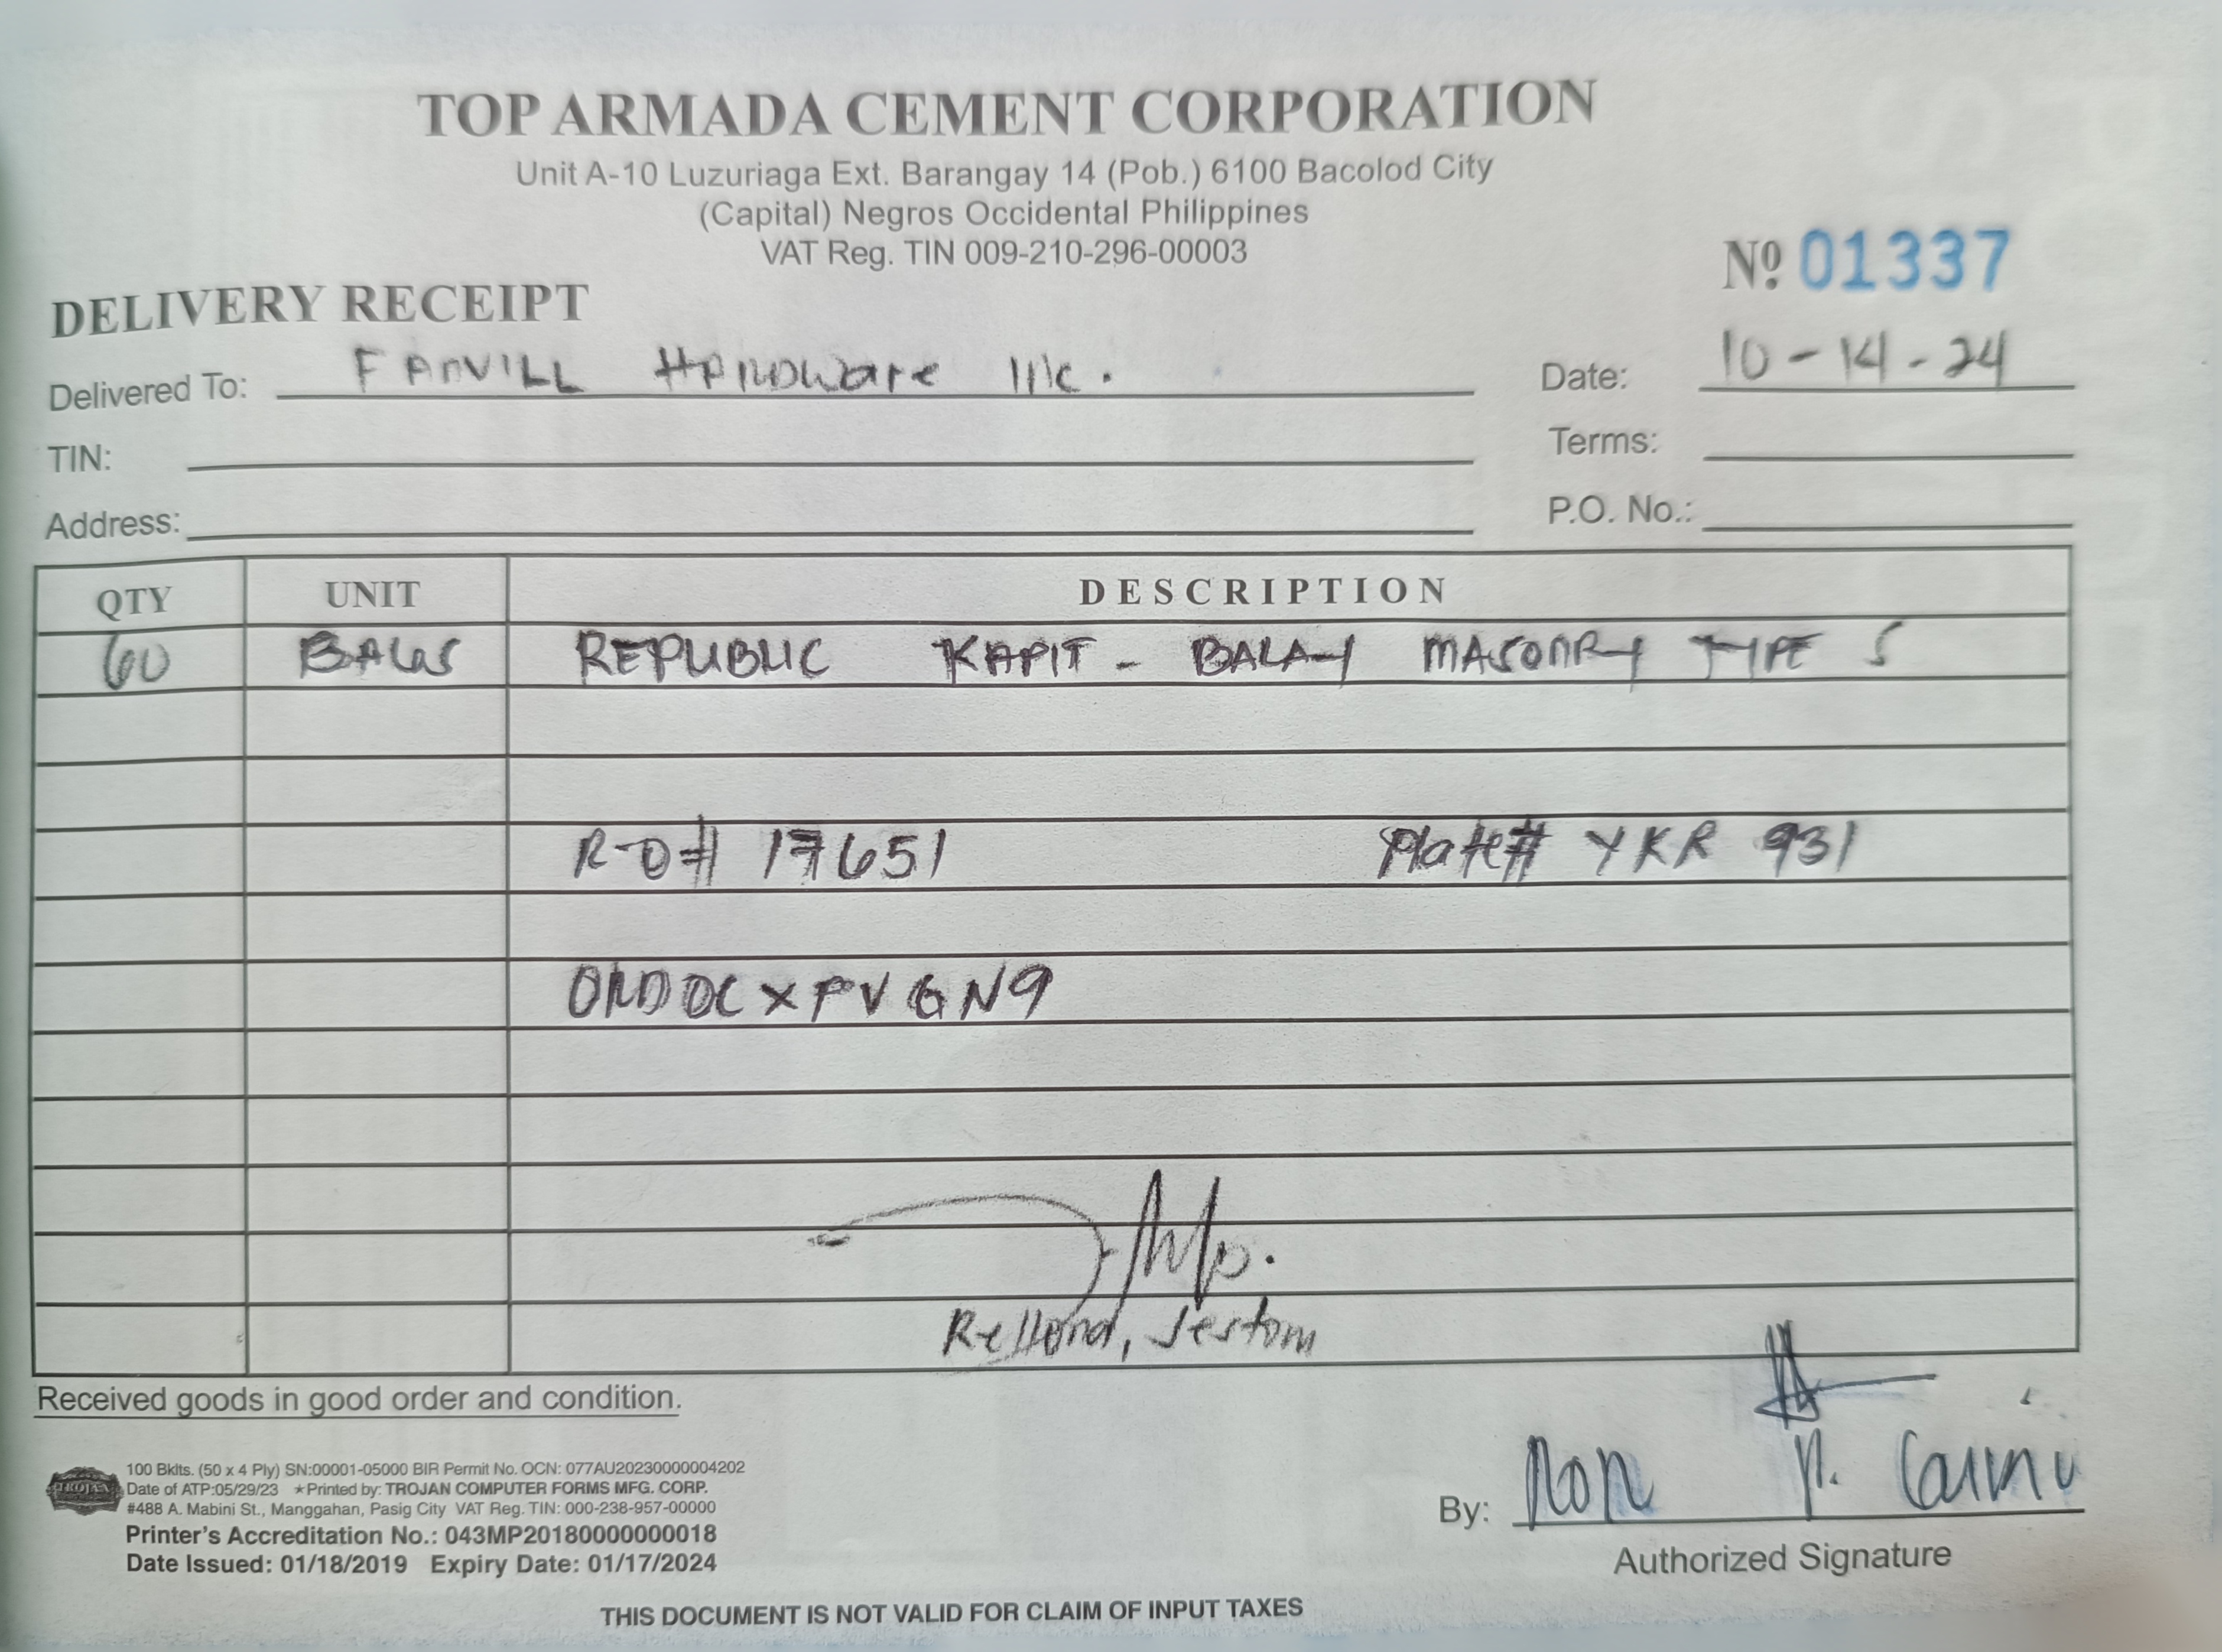 TOP ARMADA CEMENT CORPORATION
Unit A-10 Luzuriaga Ext. Barangay 14 (Pob.) 6100 Bacolod City
(Capital) Negros Occidental Philippines
VAT Reg. TIN 009-210-296-00003
Nº 01337
DELIVERY RECEIPT
Delivered To: FAMVILL HARDWare Inc.
Date: 10-14-24
TIN:
Terms:
Address:
P.O. No.:
QTY UNIT DESCRIPTION
60 BAGS REPUBLIC KAPIT-BALAY MASONRY TYPE S
R-O# 17651 Plate# YKR 931
ORDOCXPVGN9
Rellond, Jestom
Received goods in good order and condition.
100 Bklts. (50 x 4 Ply) SN:00001-05000 BIR Permit No. OCN: 077AU20230000004202
TROJAN
Date of ATP:05/29/23 ★Printed by: TROJAN COMPUTER FORMS MFG. CORP.
#488 A. Mabini St., Manggahan, Pasig City VAT Reg. TIN: 000-238-957-00000
Printer's Accreditation No.: 043MP20180000000018
Date Issued: 01/18/2019 Expiry Date: 01/17/2024
By: Ron
Authorized Signature
THIS DOCUMENT IS NOT VALID FOR CLAIM OF INPUT TAXES